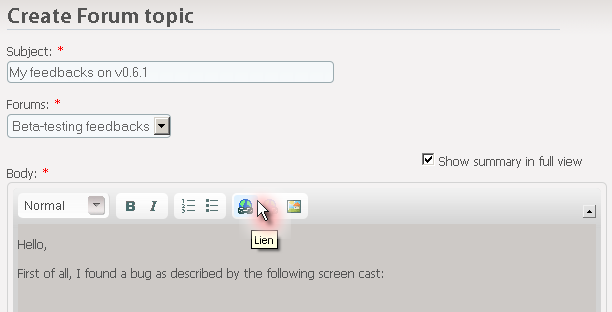 Create Forum topic
Subject: *
My feedbacks on v0.6.1
Forums: *
Beta-testing feedbacks
Show summary in full view
Body: *
Normal B I
Lien
Hello,
First of all, I found a bug as described by the following screen cast: